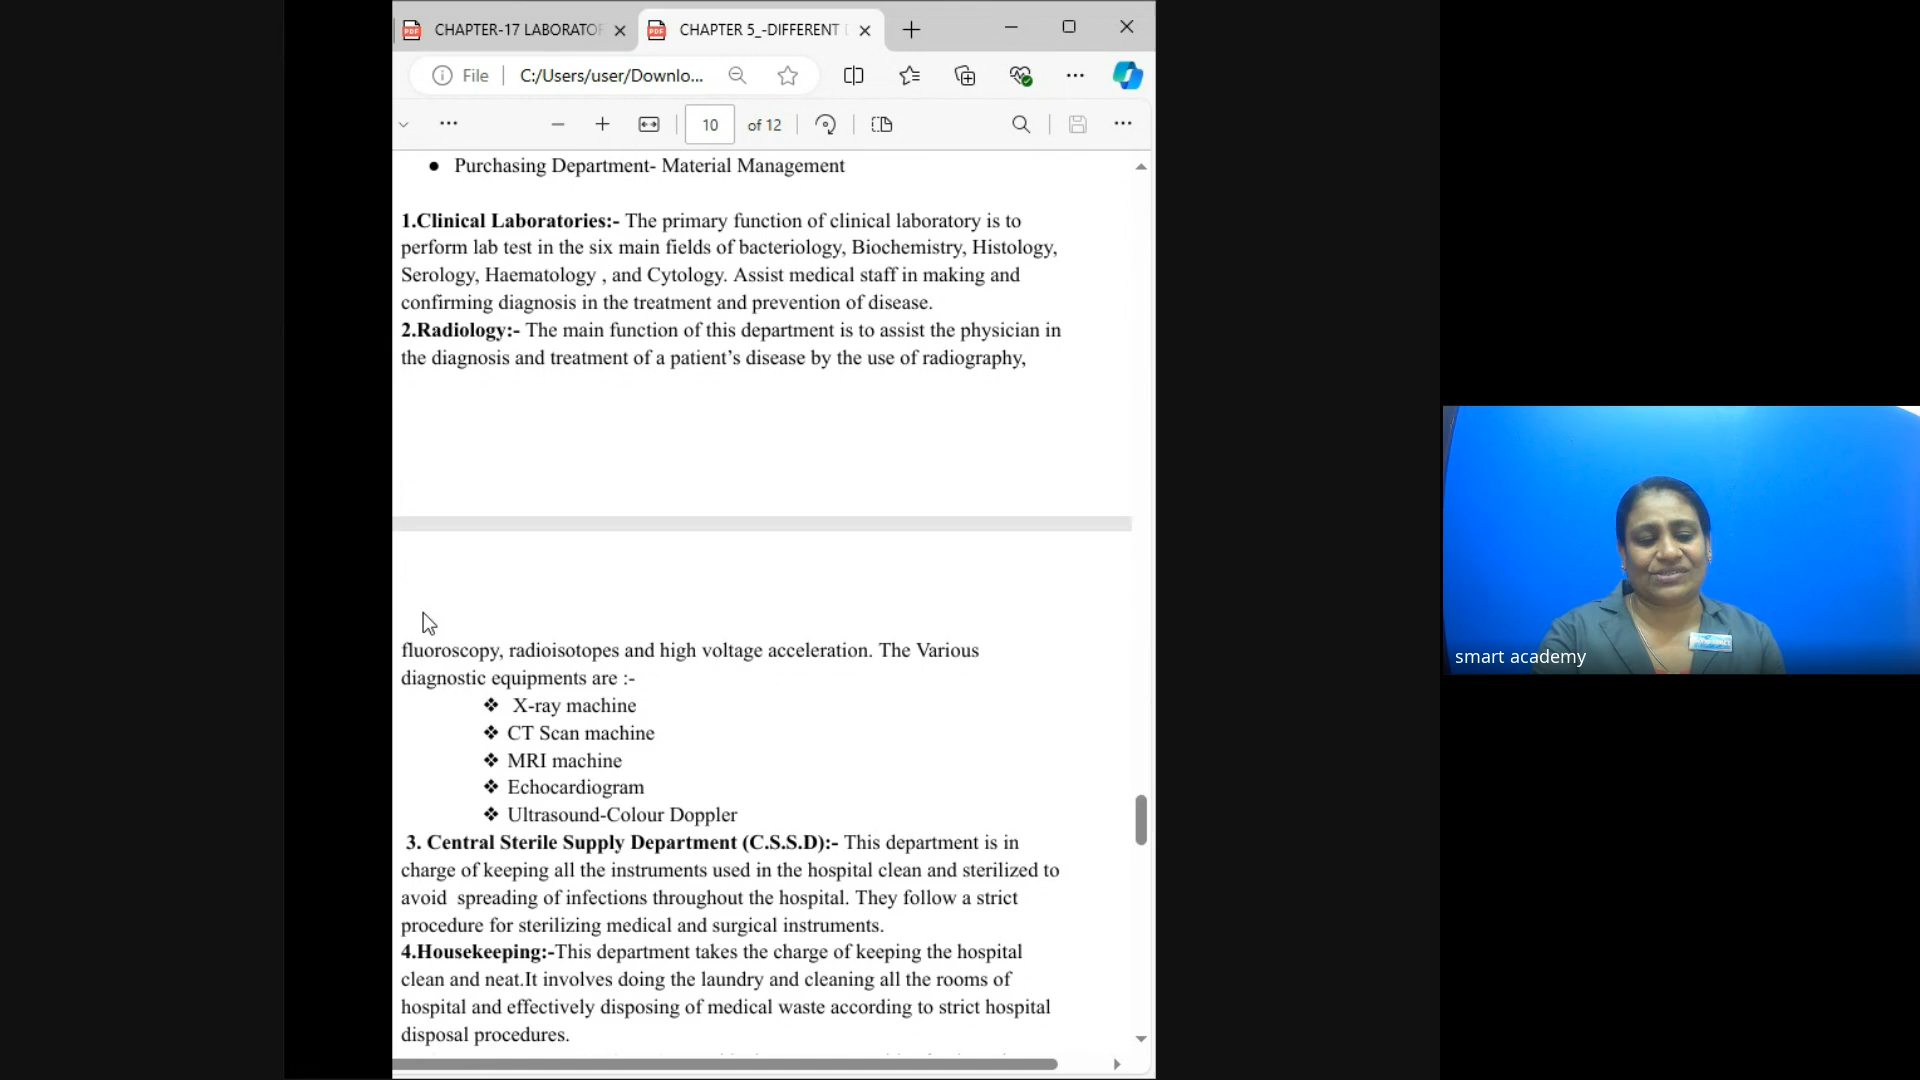 CHAPTER-17 LABORATOR
CHAPTER 5_-DIFFERENT
File
C:/Users/user/Downlo...
10 of 12
● Purchasing Department- Material Management
1.Clinical Laboratories:- The primary function of clinical laboratory is to
perform lab test in the six main fields of bacteriology, Biochemistry, Histology,
Serology, Haematology , and Cytology. Assist medical staff in making and
confirming diagnosis in the treatment and prevention of disease.
2.Radiology:- The main function of this department is to assist the physician in
the diagnosis and treatment of a patient’s disease by the use of radiography,
fluoroscopy, radioisotopes and high voltage acceleration. The Various
diagnostic equipments are :-
❖ X-ray machine
❖ CT Scan machine
❖ MRI machine
❖ Echocardiogram
❖ Ultrasound-Colour Doppler
3. Central Sterile Supply Department (C.S.S.D):- This department is in
charge of keeping all the instruments used in the hospital clean and sterilized to
avoid spreading of infections throughout the hospital. They follow a strict
procedure for sterilizing medical and surgical instruments.
4.Housekeeping:-This department takes the charge of keeping the hospital
clean and neat.It involves doing the laundry and cleaning all the rooms of
hospital and effectively disposing of medical waste according to strict hospital
disposal procedures.
smart academy